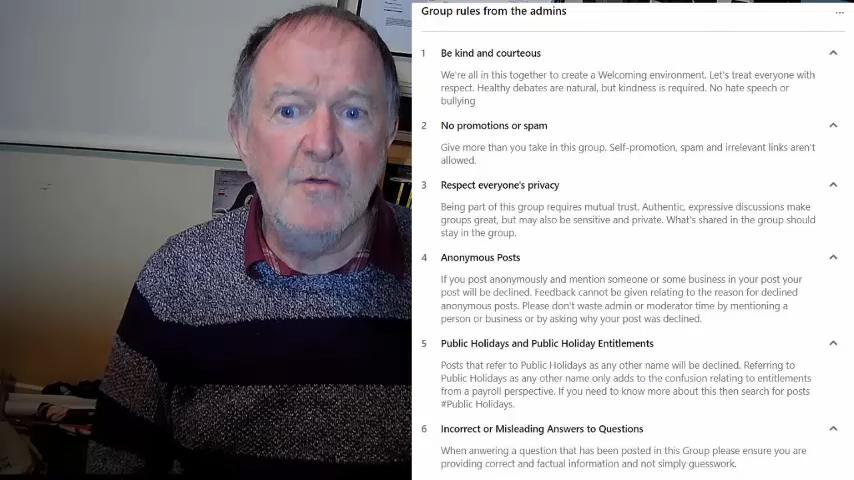 Group rules from the admins
1 Be kind and courteous
We're all in this together to create a Welcoming environment. Let's treat everyone with
respect. Healthy debates are natural, but kindness is required. No hate speech or
bullying
2 No promotions or spam
Give more than you take in this group. Self-promotion, spam and irrelevant links aren't
allowed.
3 Respect everyone's privacy
Being part of this group requires mutual trust. Authentic, expressive discussions make
groups great, but may also be sensitive and private. What's shared in the group should
stay in the group.
4 Anonymous Posts
If you post anonymously and mention someone or some business in your post your
post will be declined. Feedback cannot be given relating to the reason for declined
anonymous posts. Please don't waste admin or moderator time by mentioning a
person or business or by asking why your post was declined.
5 Public Holidays and Public Holiday Entitlements
Posts that refer to Public Holidays as any other name will be declined. Referring to
Public Holidays as any other name only adds to the confusion relating to entitlements
from a payroll perspective. If you need to know more about this then search for posts
#Public Holidays.
6 Incorrect or Misleading Answers to Questions
When answering a question that has been posted in this Group please ensure you are
providing correct and factual information and not simply guesswork.